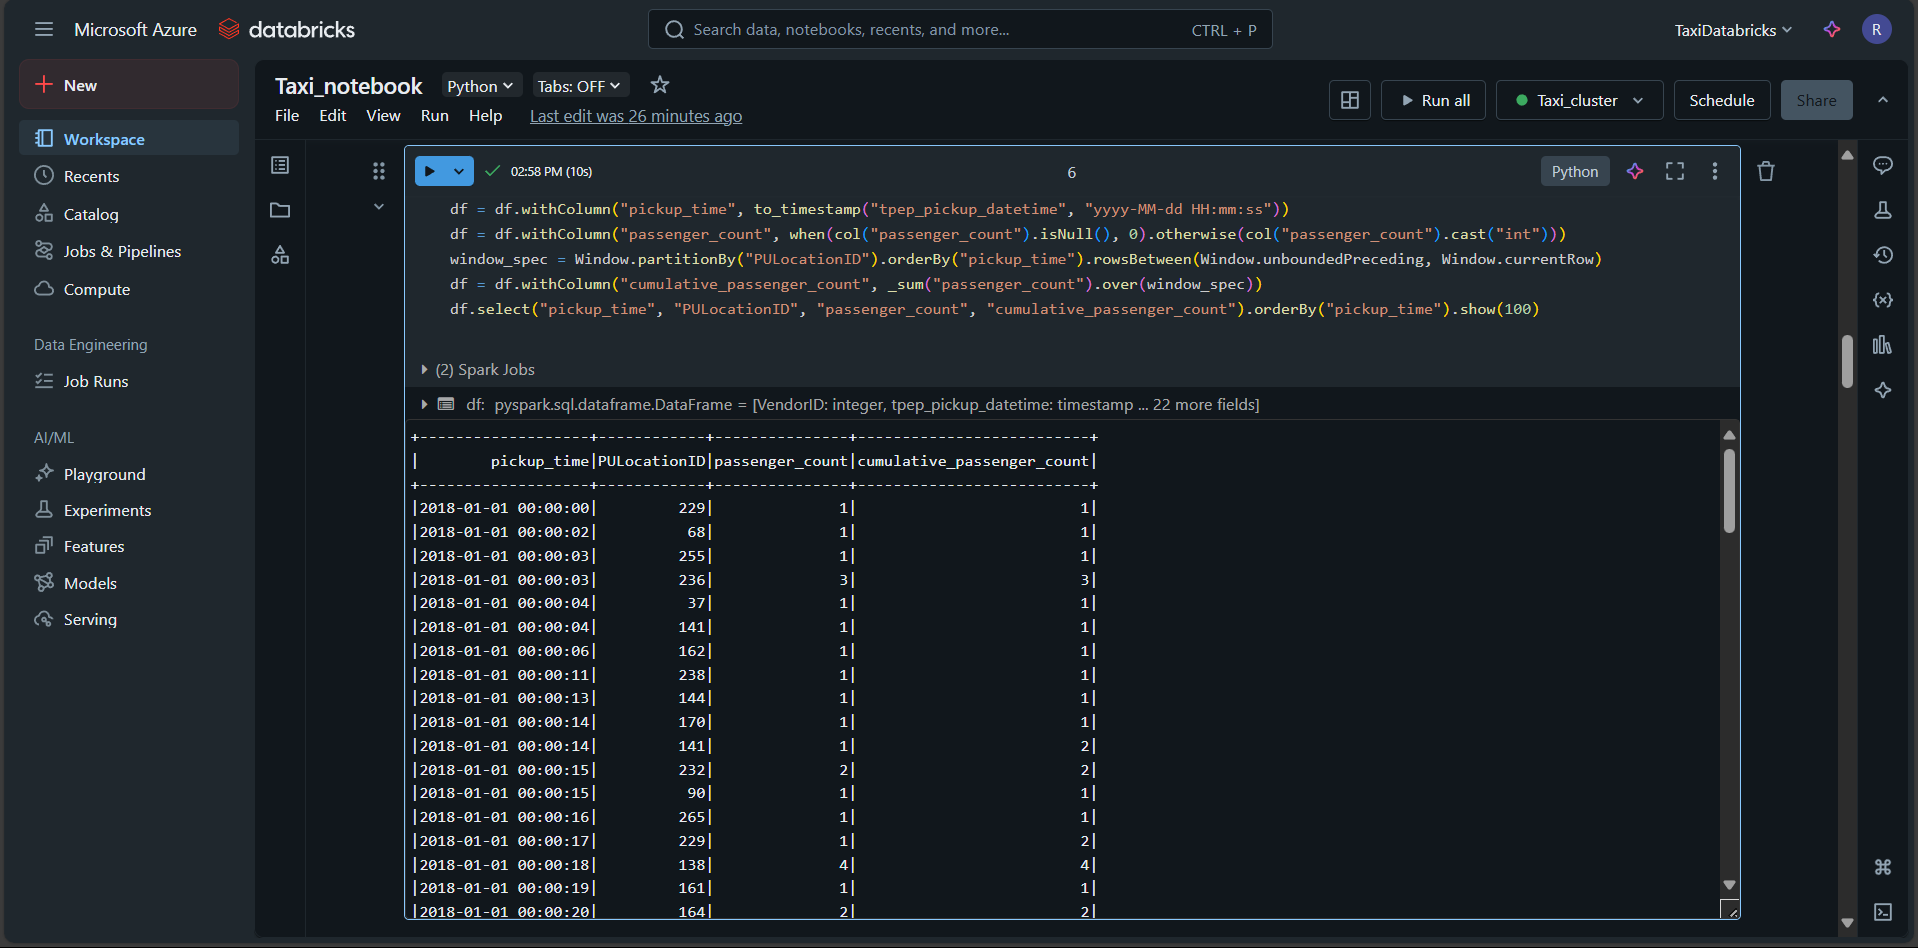 Microsoft Azure databricks
Search data, notebooks, recents, and more... CTRL + P
TaxiDatabricks
R
New
Workspace
Recents
Catalog
Jobs & Pipelines
Compute
Data Engineering
Job Runs
AI/ML
Playground
Experiments
Features
Models
Serving
Taxi_notebook Python Tabs: OFF
File Edit View Run Help Last edit was 26 minutes ago
Run all Taxi_cluster Schedule Share
02:58 PM (10s) 6 Python
df = df.withColumn("pickup_time", to_timestamp("tpep_pickup_datetime", "yyyy-MM-dd HH:mm:ss"))
df = df.withColumn("passenger_count", when(col("passenger_count").isNull(), 0).otherwise(col("passenger_count").cast("int")))
window_spec = Window.partitionBy("PULocationID").orderBy("pickup_time").rowsBetween(Window.unboundedPreceding, Window.currentRow)
df = df.withColumn("cumulative_passenger_count", _sum("passenger_count").over(window_spec))
df.select("pickup_time", "PULocationID", "passenger_count", "cumulative_passenger_count").orderBy("pickup_time").show(100)
(2) Spark Jobs
df: pyspark.sql.dataframe.DataFrame = [VendorID: integer, tpep_pickup_datetime: timestamp ... 22 more fields]
+-------------------+------------+---------------+--------------------------+
|        pickup_time|PULocationID|passenger_count|cumulative_passenger_count|
+-------------------+------------+---------------+--------------------------+
|2018-01-01 00:00:00|         229|              1|                         1|
|2018-01-01 00:00:02|          68|              1|                         1|
|2018-01-01 00:00:03|         255|              1|                         1|
|2018-01-01 00:00:03|         236|              3|                         3|
|2018-01-01 00:00:04|          37|              1|                         1|
|2018-01-01 00:00:04|         141|              1|                         1|
|2018-01-01 00:00:06|         162|              1|                         1|
|2018-01-01 00:00:11|         238|              1|                         1|
|2018-01-01 00:00:13|         144|              1|                         1|
|2018-01-01 00:00:14|         170|              1|                         1|
|2018-01-01 00:00:14|         141|              1|                         2|
|2018-01-01 00:00:15|         232|              2|                         2|
|2018-01-01 00:00:15|          90|              1|                         1|
|2018-01-01 00:00:16|         265|              1|                         1|
|2018-01-01 00:00:17|         229|              1|                         2|
|2018-01-01 00:00:18|         138|              4|                         4|
|2018-01-01 00:00:19|         161|              1|                         1|
|2018-01-01 00:00:20|         164|              2|                         2|